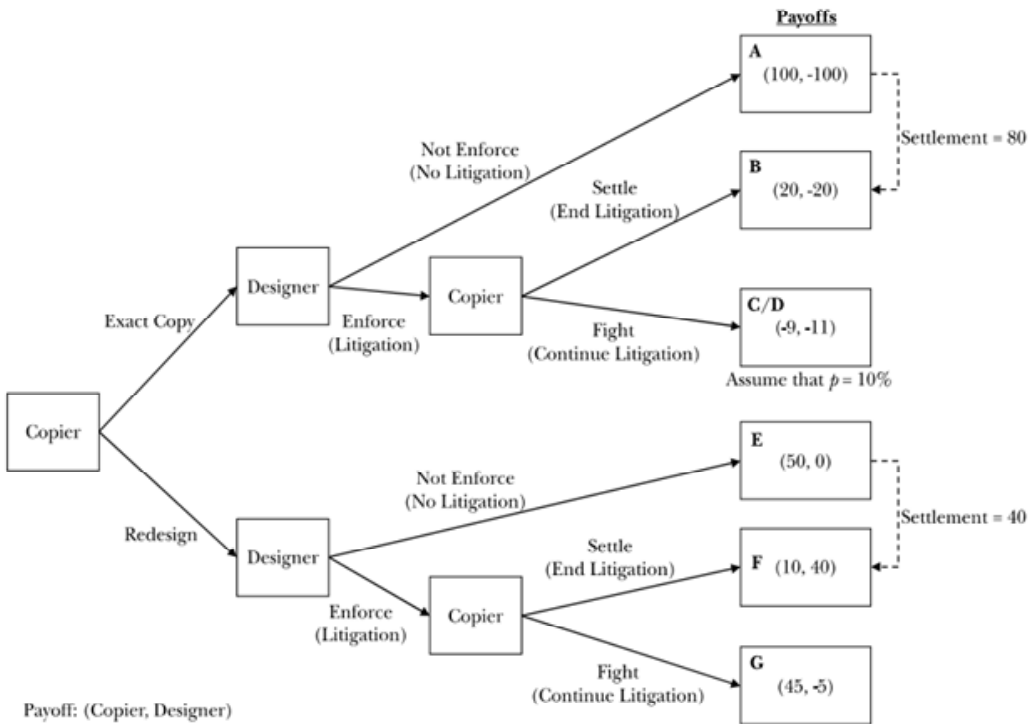 Payoffs
A
(100, -100)
Not Enforce
(No Litigation)
Settlement = 80
B
(20, -20)
Settle
(End Litigation)
Designer
Copier
Exact Copy
Enforce
(Litigation)
Fight
(Continue Litigation)
C/D
(-9, -11)
Assume that p = 10%
Copier
E
(50, 0)
Not Enforce
(No Litigation)
Settlement = 40
Redesign
Designer
Settle
(End Litigation)
F
(10, 40)
Enforce
(Litigation)
Copier
Fight
(Continue Litigation)
G
(45, -5)
Payoff: (Copier, Designer)